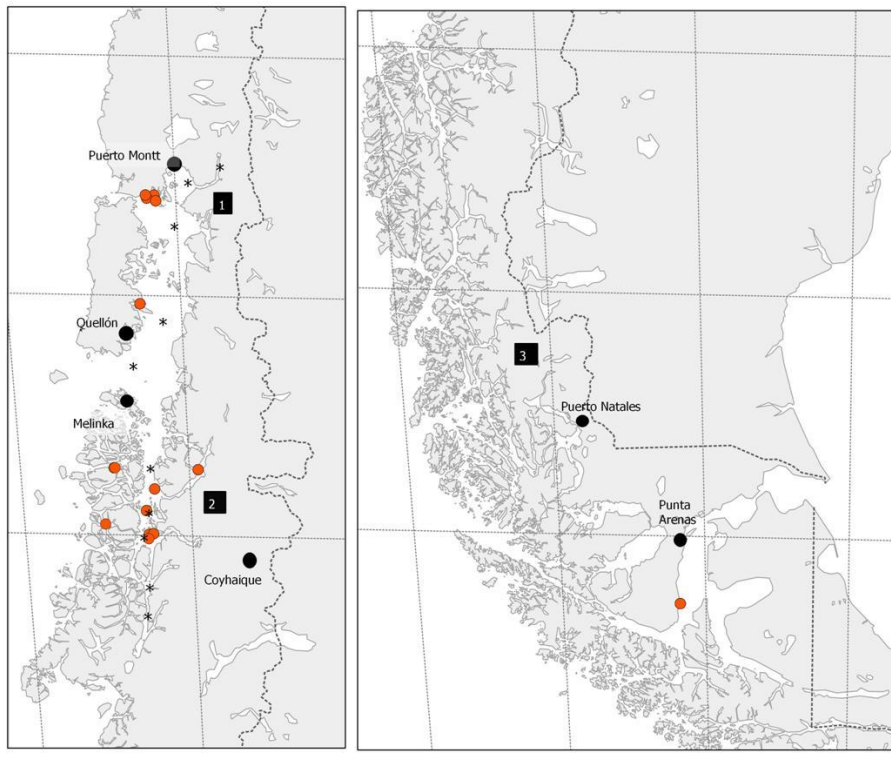 Puerto Montt
1
Quellón
Melinka
2
Coyhaique
3
Puerto Natales
Punta
Arenas